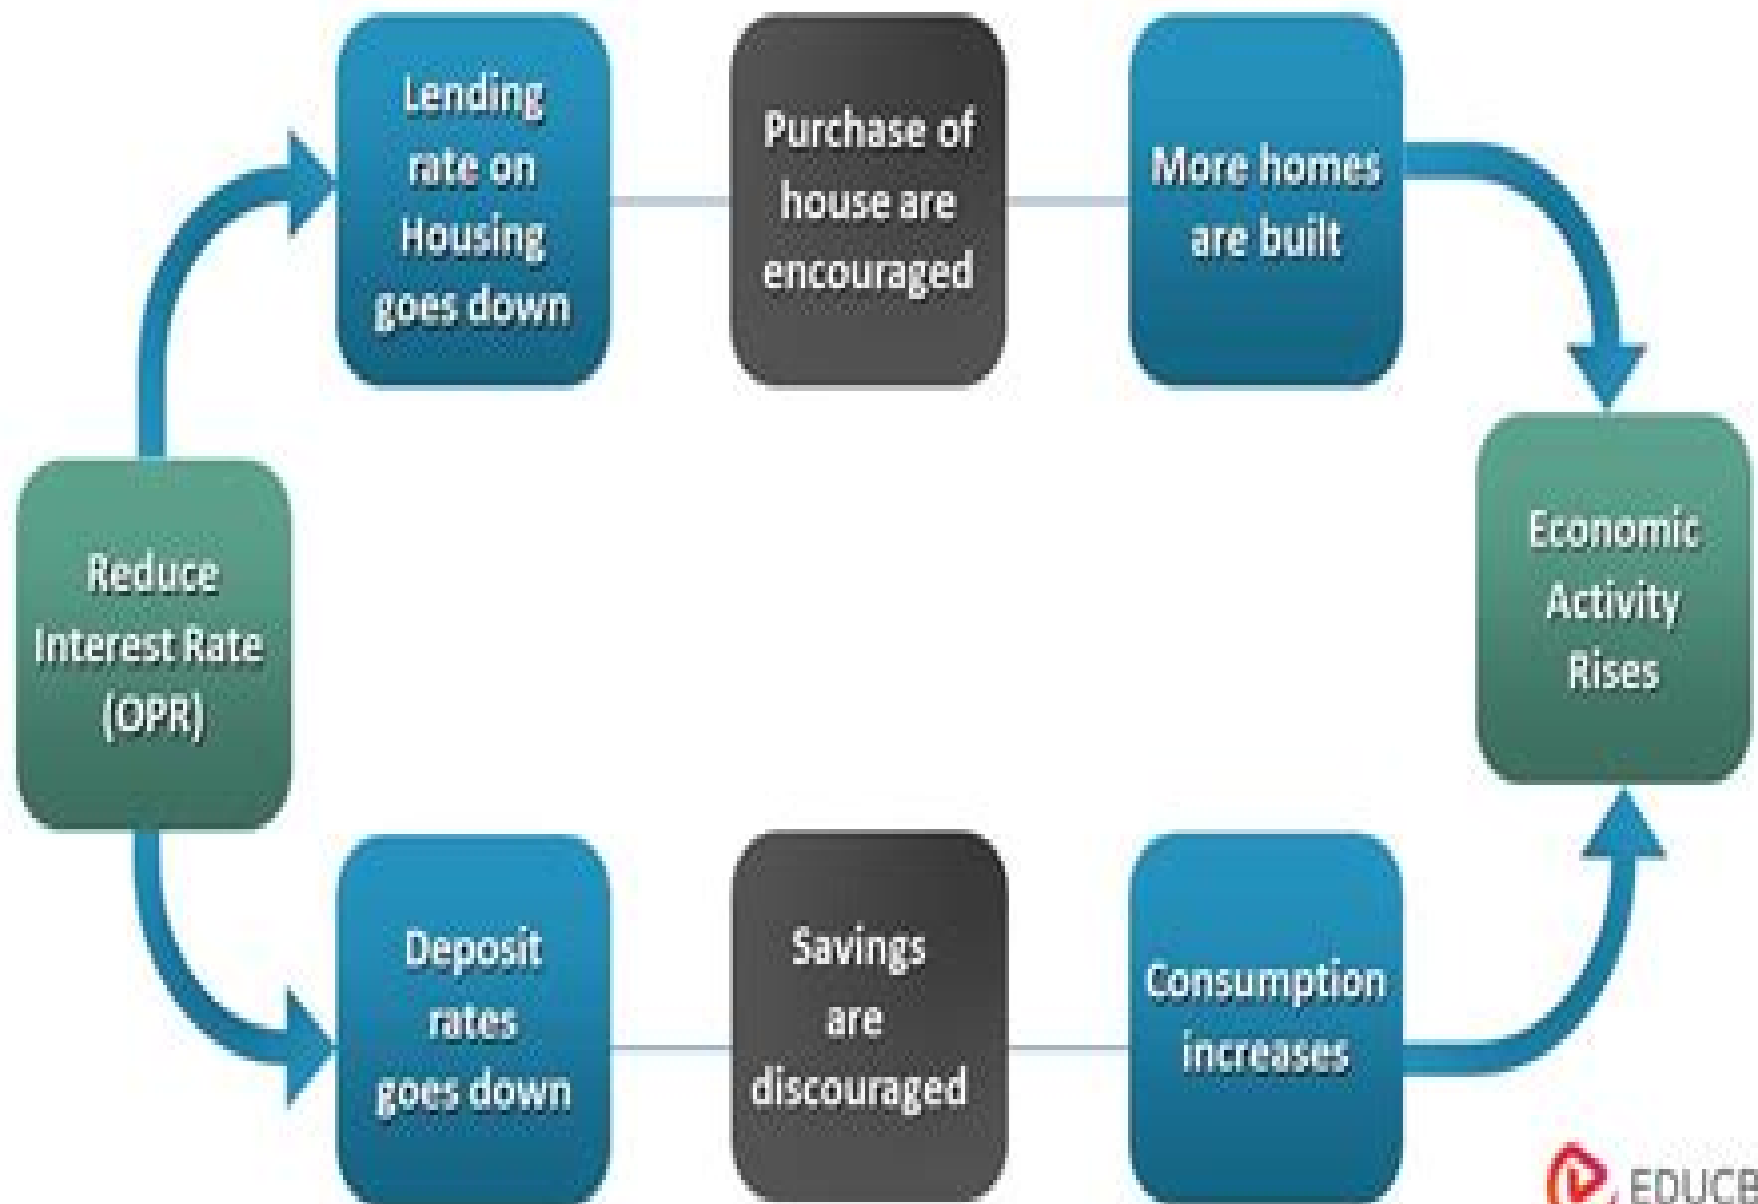 Lending
rate on
Housing
goes down
Purchase of
house are
encouraged
More homes
are built
Reduce
Interest Rate
(OPR)
Economic
Activity
Rises
Deposit
rates
goes down
Savings
are
discouraged
Consumption
increases
EDUCB